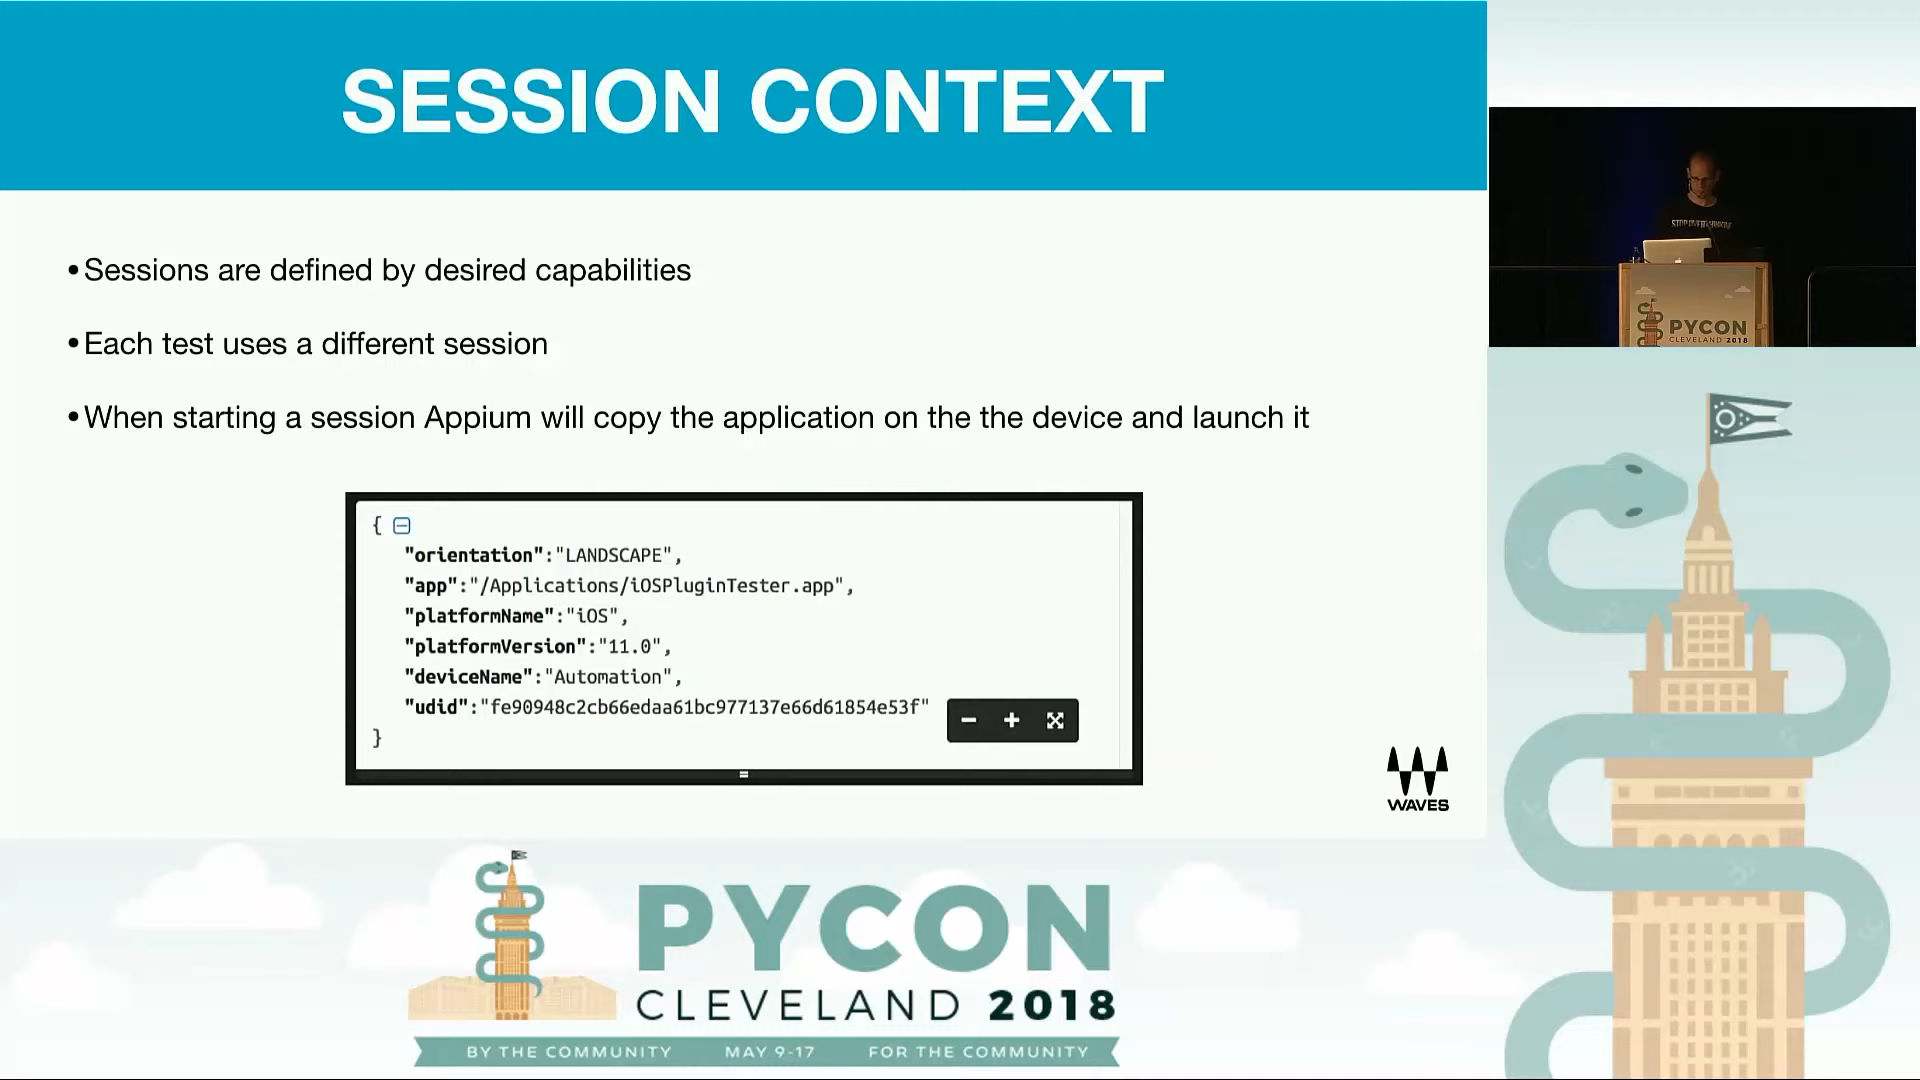 SESSION CONTEXT
•Sessions are defined by desired capabilities
•Each test uses a different session
•When starting a session Appium will copy the application on the the device and launch it
{
"orientation":"LANDSCAPE",
"app":"/Applications/iOSPluginTester.app",
"platformName":"iOS",
"platformVersion":"11.0",
"deviceName":"Automation",
"udid":"fe90948c2cb66edaa61bc977137e66d61854e53f"
}
WAVES
PYCON
CLEVELAND 2018
PYCON
CLEVELAND 2018
BY THE COMMUNITY MAY 9-17 FOR THE COMMUNITY